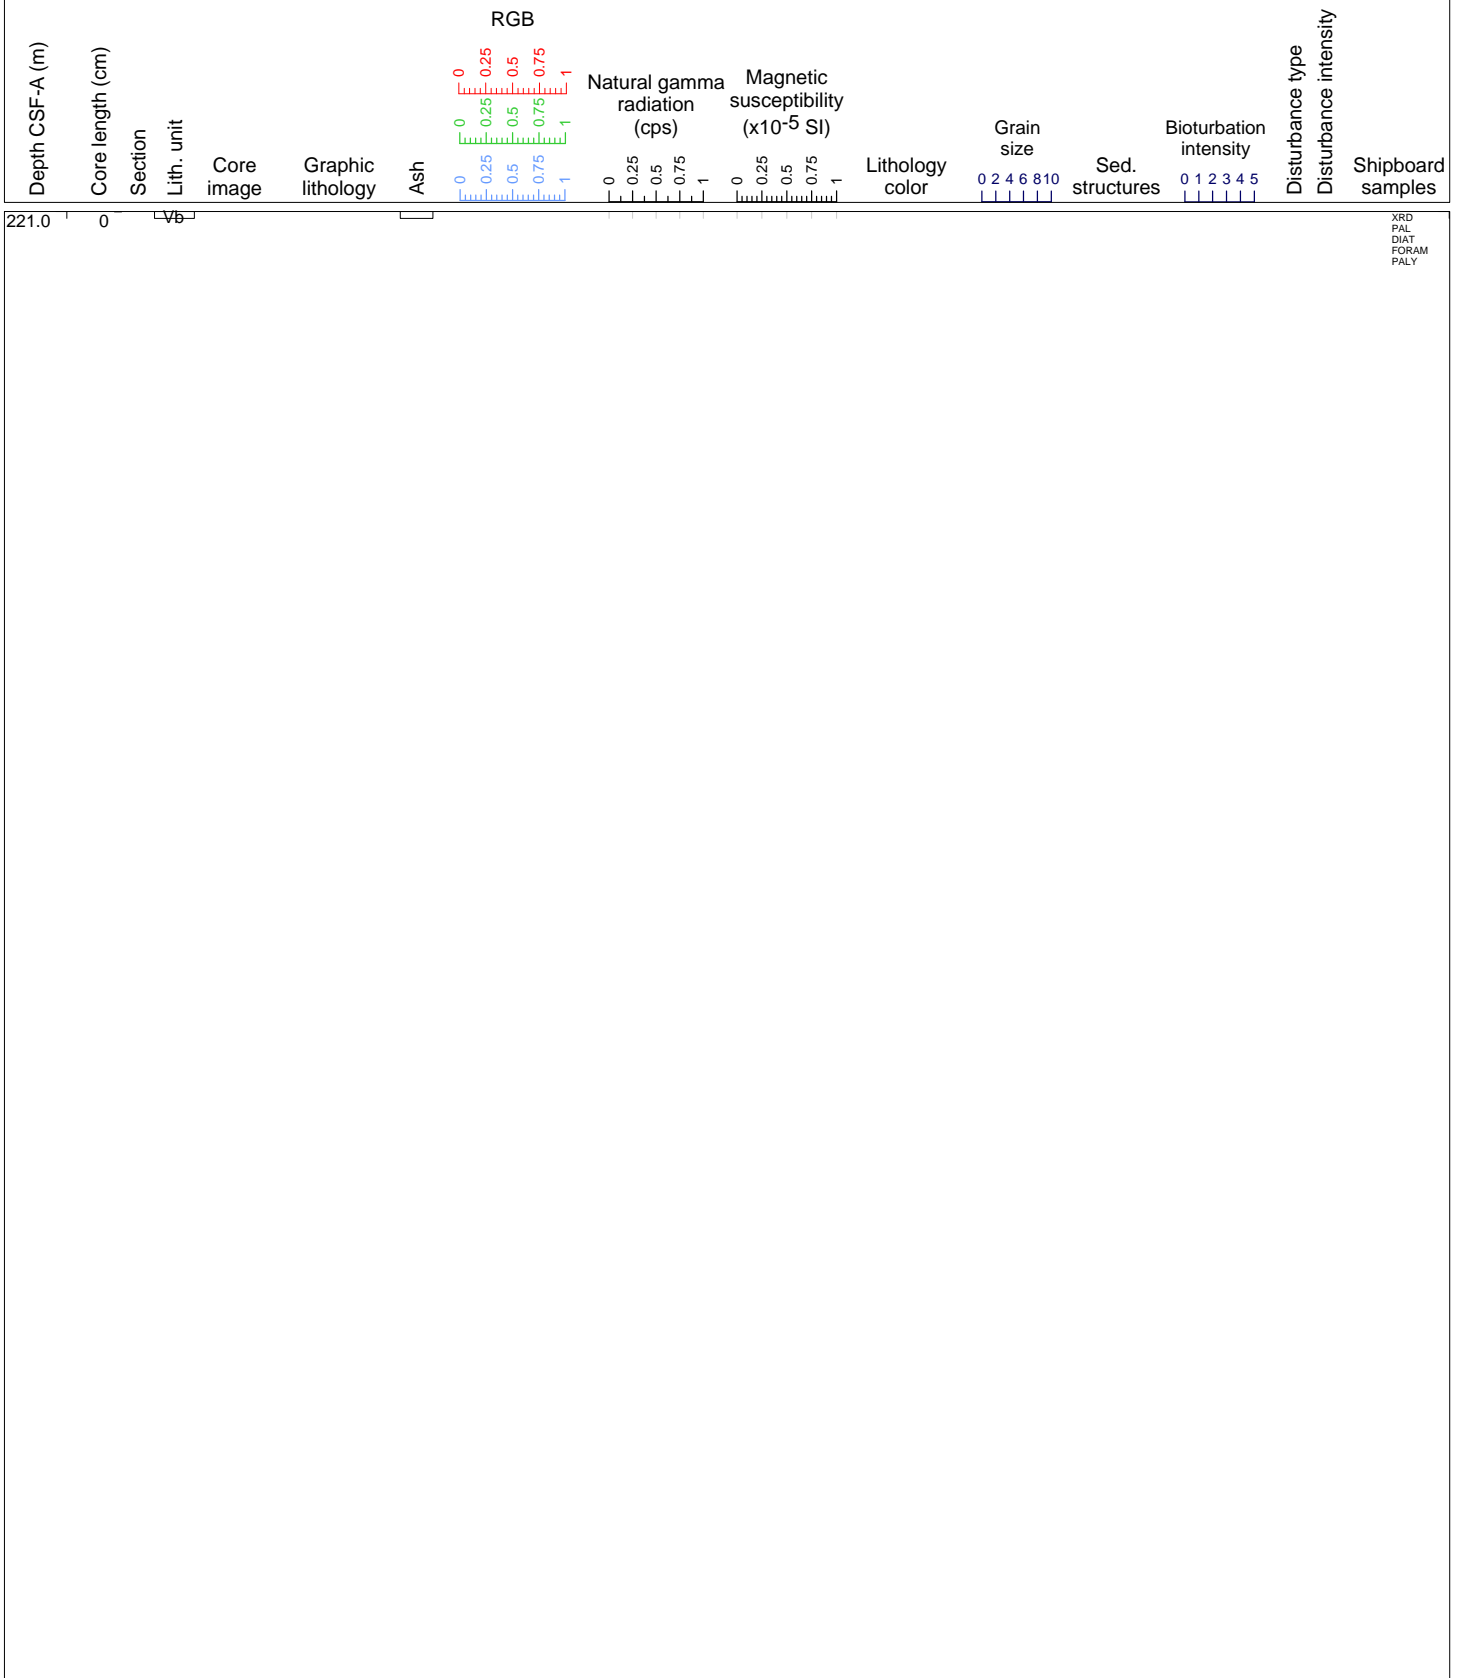 Depth CSF-A (m)
Core length (cm)
Section
Lith. unit
Core
image
Graphic
lithology
Ash
RGB
0 0.25 0.5 0.75 1
0 0.25 0.5 0.75 1
0 0.25 0.5 0.75 1
Natural gamma
radiation
(cps)
0 0.25 0.5 0.75 1
Magnetic
susceptibility
(x10-5 SI)
0 0.25 0.5 0.75 1
Lithology
color
Grain
size
0 2 4 6 8 10
Sed.
structures
Bioturbation
intensity
0 1 2 3 4 5
Disturbance type
Disturbance intensity
Shipboard
samples
221.0
0
Vb
XRD
PAL
DIAT
FORAM
PALY